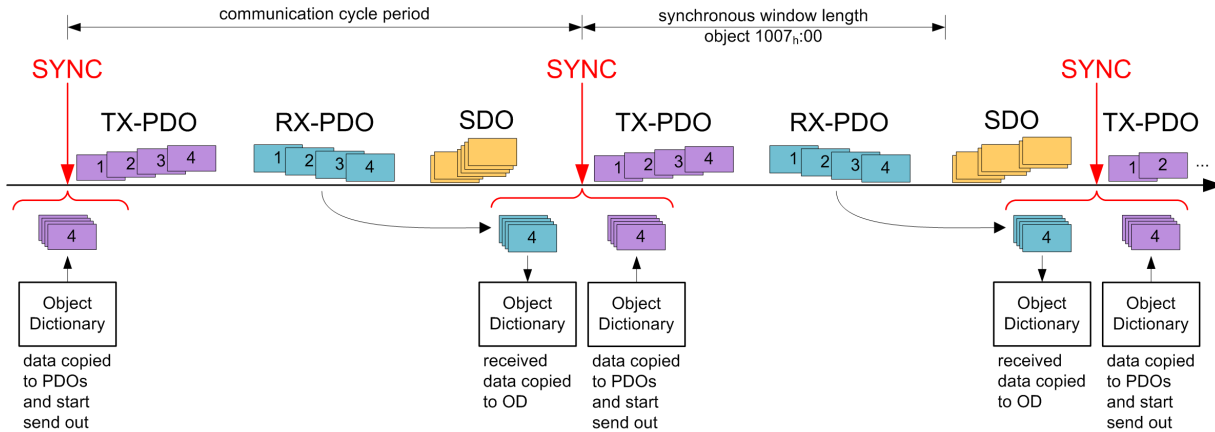 communication cycle period
synchronous window length
object 1007h:00
SYNC
SYNC
SYNC
TX-PDO
RX-PDO
SDO
TX-PDO
RX-PDO
SDO
TX-PDO
1 2 3 4
1 2 3 4
1 2 3 4
1 2 3 4
1 2 ...
4
4
4
4
4
Object
Dictionary
Object
Dictionary
Object
Dictionary
Object
Dictionary
Object
Dictionary
data copied
to PDOs
and start
send out
received
data copied
to OD
data copied
to PDOs
and start
send out
received
data copied
to OD
data copied
to PDOs
and start
send out